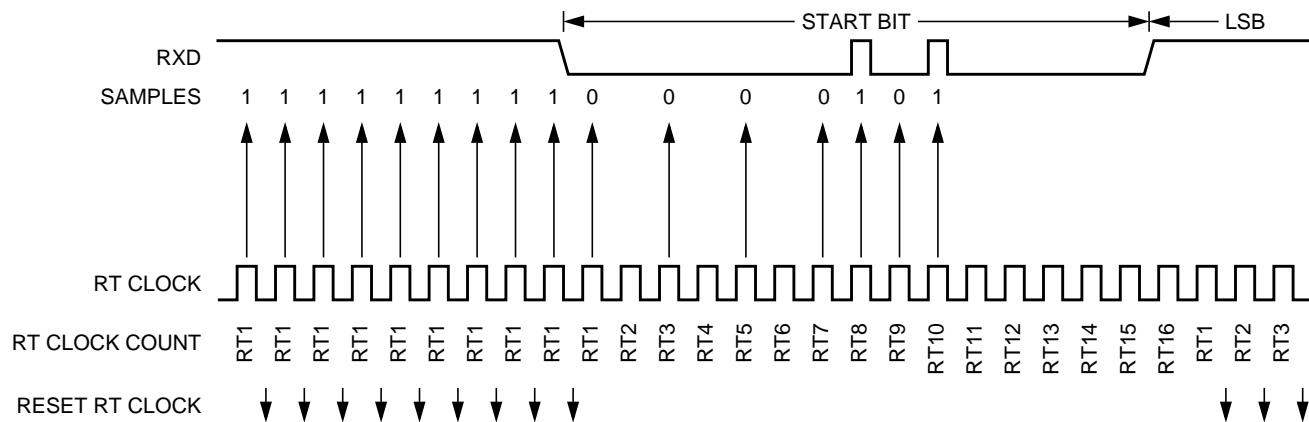 START BIT LSB
RXD
SAMPLES 1 1 1 1 1 1 1 1 1 0 0 0 0 1 0 1
RT CLOCK
RT CLOCK COUNT RT1 RT1 RT1 RT1 RT1 RT1 RT1 RT1 RT1 RT1 RT2 RT3 RT4 RT5 RT6 RT7 RT8 RT9 RT10 RT11 RT12 RT13 RT14 RT15 RT16 RT1 RT2 RT3
RESET RT CLOCK